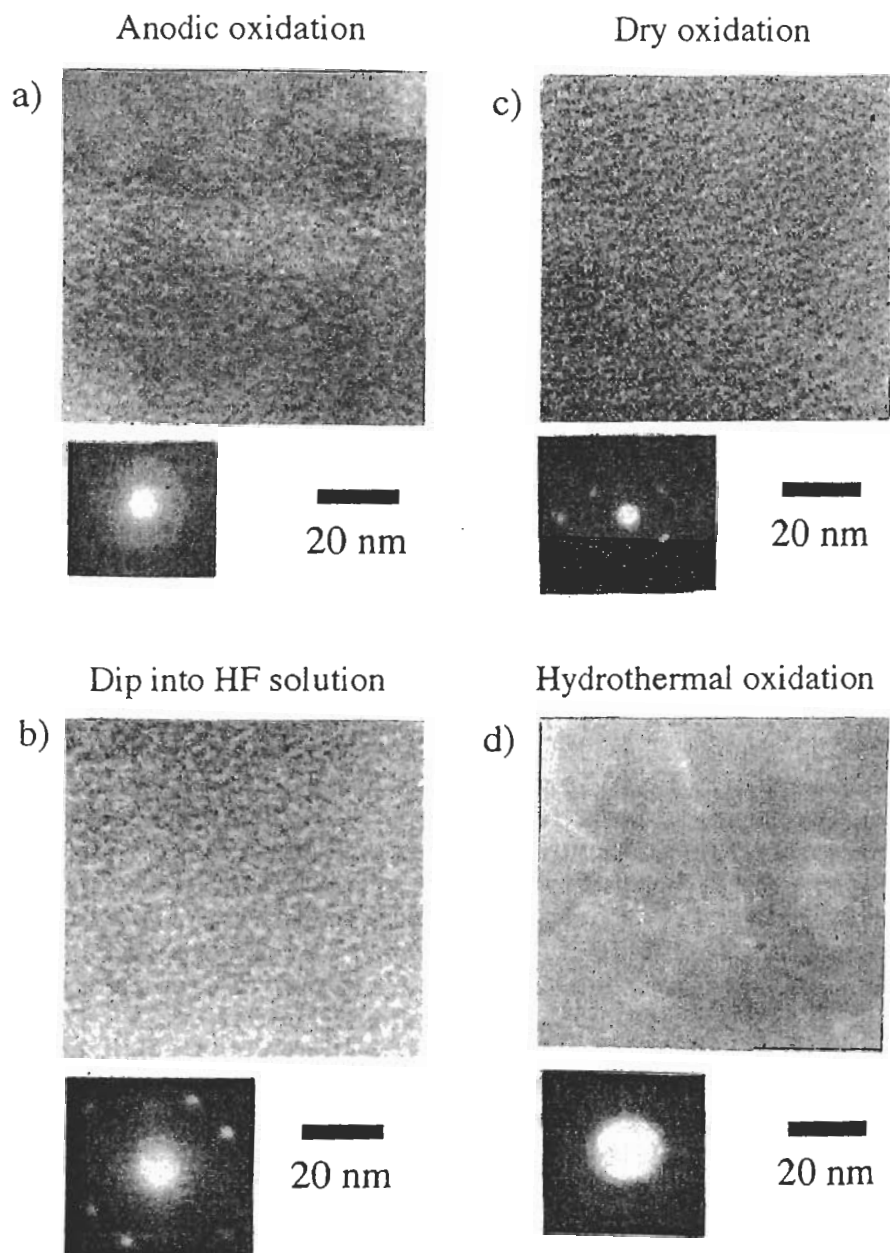 Anodic oxidation
a)
20 nm
Dry oxidation
c)
20 nm
Dip into HF solution
b)
20 nm
Hydrothermal oxidation
d)
20 nm